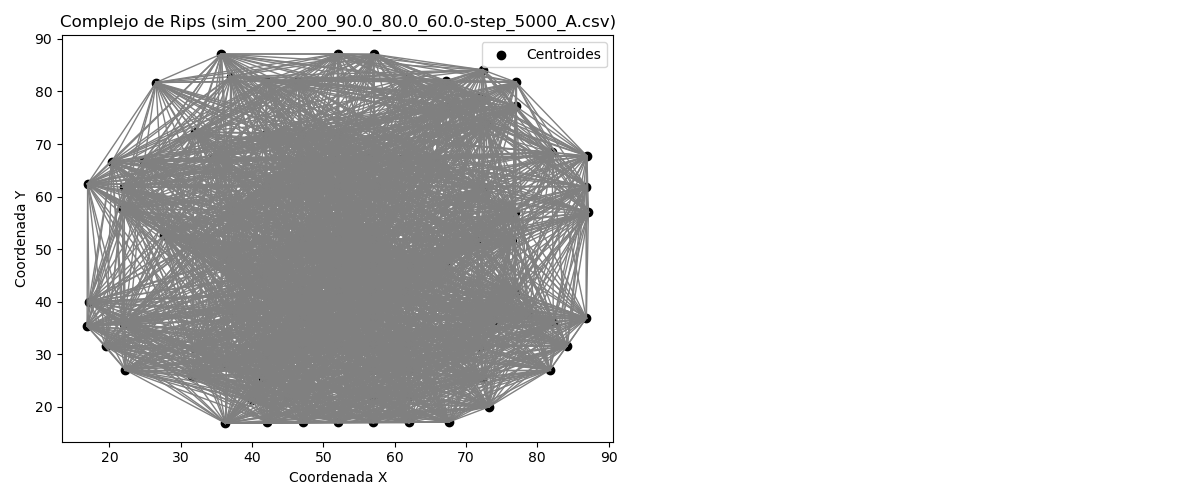 Complejo de Rips (sim_200_200_90.0_80.0_60.0-step_5000_A.csv)
Centroides
90
80
70
60
50
40
30
20
Coordenada Y
20 30 40 50 60 70 80 90
Coordenada X